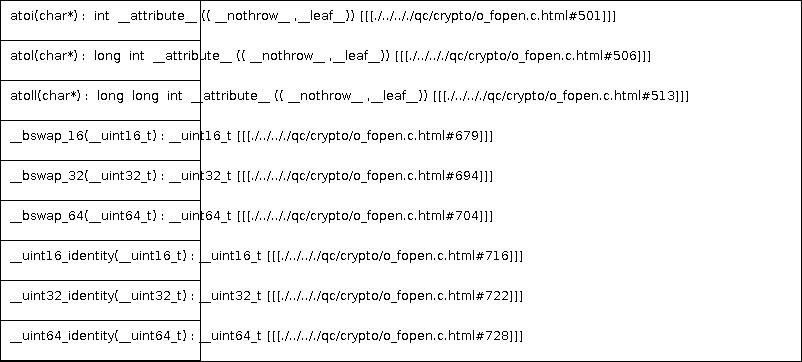 atoi(char*) : int __attribute__ (( __nothrow__ ,__leaf__)) [[[./../../../qc/crypto/o_fopen.c.html#501]]]
atol(char*) : long int __attribute__ (( __nothrow__ ,__leaf__)) [[[./../../../qc/crypto/o_fopen.c.html#506]]]
atoll(char*) : long long int __attribute__ (( __nothrow__ ,__leaf__)) [[[./../../../qc/crypto/o_fopen.c.html#513]]]
__bswap_16(__uint16_t) : __uint16_t [[[./../../../qc/crypto/o_fopen.c.html#679]]]
__bswap_32(__uint32_t) : __uint32_t [[[./../../../qc/crypto/o_fopen.c.html#694]]]
__bswap_64(__uint64_t) : __uint64_t [[[./../../../qc/crypto/o_fopen.c.html#704]]]
__uint16_identity(__uint16_t) : __uint16_t [[[./../../../qc/crypto/o_fopen.c.html#716]]]
__uint32_identity(__uint32_t) : __uint32_t [[[./../../../qc/crypto/o_fopen.c.html#722]]]
__uint64_identity(__uint64_t) : __uint64_t [[[./../../../qc/crypto/o_fopen.c.html#728]]]